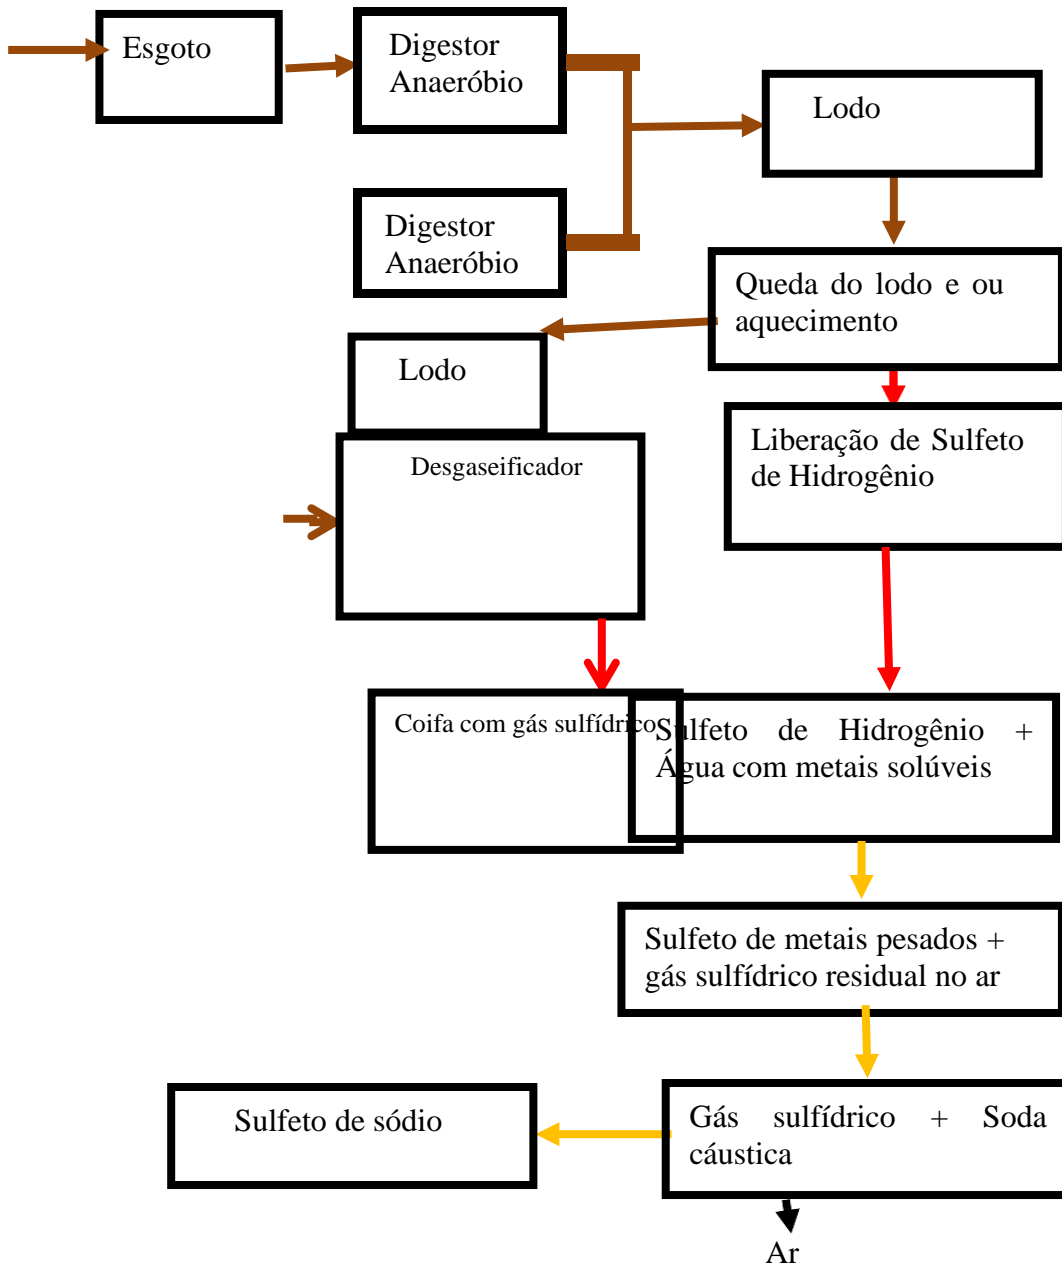 Esgoto
Digestor
Anaeróbio
Lodo
Digestor
Anaeróbio
Queda do lodo e ou
aquecimento
Lodo
Liberação de Sulfeto
de Hidrogênio
Desgaseificador
Coifa com gás sulfídrico
Sulfeto de Hidrogênio +
Água com metais solúveis
Sulfeto de metais pesados +
gás sulfídrico residual no ar
Sulfeto de sódio
Gás sulfídrico + Soda
cáustica
Ar